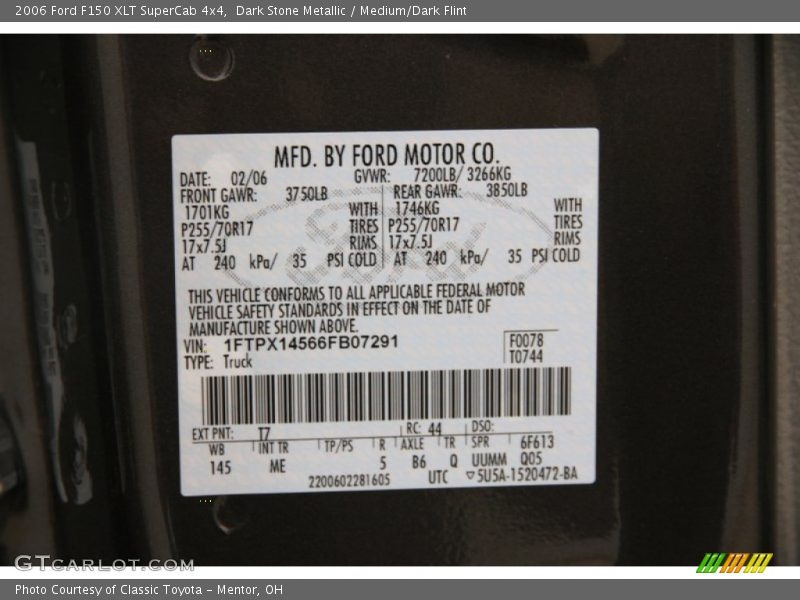 2006 Ford F150 XLT SuperCab 4x4,  Dark Stone Metallic / Medium/Dark Flint
MFD. BY FORD MOTOR CO.
DATE: 02/06 GVWR: 7200LB/ 3266KG
FRONT GAWR: 3750LB REAR GAWR: 3850LB
1701KG WITH 1746KG WITH
P255/70R17 TIRES P255/70R17 TIRES
17x7.5J RIMS 17x7.5J RIMS
AT 240 kPa/ 35 PSI COLD AT 240 kPa/ 35 PSI COLD
THIS VEHICLE CONFORMS TO ALL APPLICABLE FEDERAL MOTOR
VEHICLE SAFETY STANDARDS IN EFFECT ON THE DATE OF
MANUFACTURE SHOWN ABOVE.
VIN: 1FTPX14566FB07291 F0078
TYPE: Truck T0744
EXT PNT: T7 RC: 44 DSO:
WB INT TR TP/PS R AXLE TR SPR 6F613
145 ME 5 B6 Q UUMM Q05
2200602281605 UTC ▽5U5A-1520472-BA
GTCARLOT.COM
Photo Courtesy of Classic Toyota - Mentor, OH